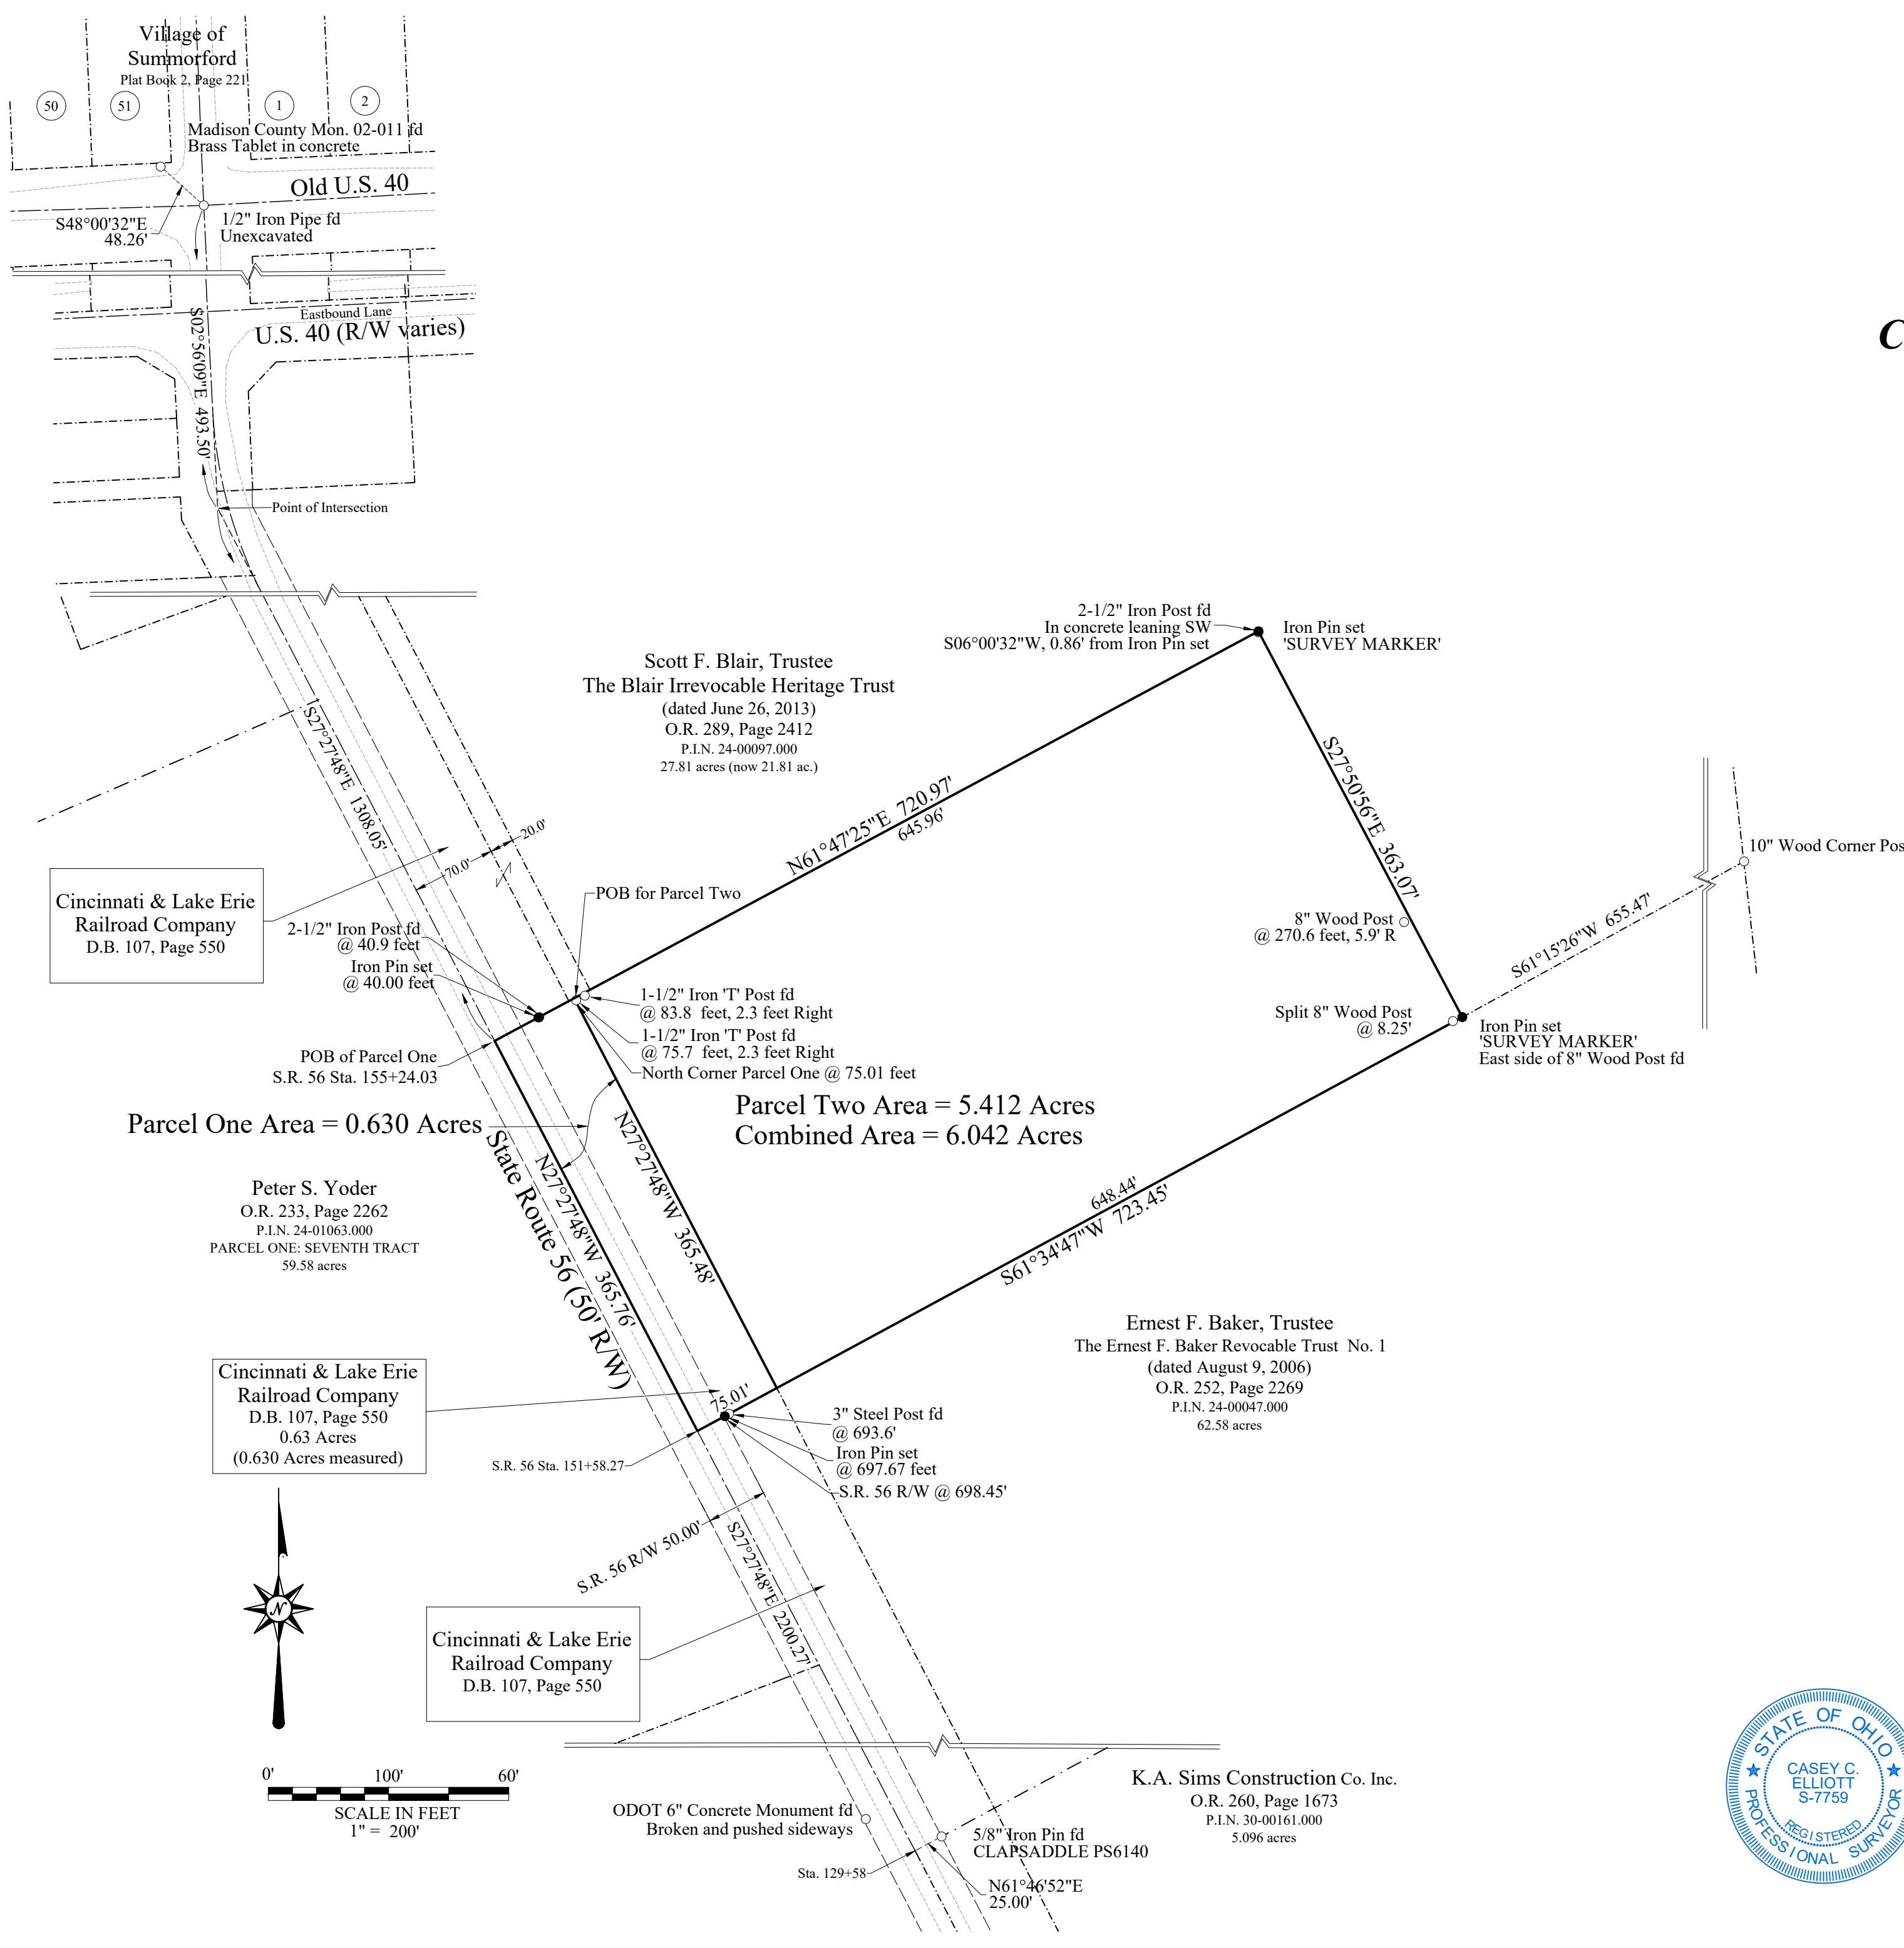 Village of
Summorford
Plat Book 2, Page 221
50
51
1
2
Madison County Mon. 02-011 fd
Brass Tablet in concrete
Old U.S. 40
S48°00'32"E
48.26'
1/2" Iron Pipe fd
Unexcavated
Eastbound Lane
U.S. 40 (R/W varies)
S02°56'09"E 493.50'
Point of Intersection
C
2-1/2" Iron Post fd
In concrete leaning SW
S06°00'32"W, 0.86' from Iron Pin set
Iron Pin set
'SURVEY MARKER'
Scott F. Blair, Trustee
The Blair Irrevocable Heritage Trust
(dated June 26, 2013)
O.R. 289, Page 2412
P.I.N. 24-00097.000
27.81 acres (now 21.81 ac.)
S27°27'48"E 1308.05'
N61°47'25"E 720.97'
645.96'
S27°50'56"E 363.07'
20.0'
70.0'
10" Wood Corner Pos
Cincinnati & Lake Erie
Railroad Company
D.B. 107, Page 550
POB for Parcel Two
2-1/2" Iron Post fd
@ 40.9 feet
Iron Pin set
@ 40.00 feet
8" Wood Post
@ 270.6 feet, 5.9' R
S61°15'26"W 655.47'
1-1/2" Iron 'T' Post fd
@ 83.8 feet, 2.3 feet Right
1-1/2" Iron 'T' Post fd
@ 75.7 feet, 2.3 feet Right
North Corner Parcel One @ 75.01 feet
Split 8" Wood Post
@ 8.25'
Iron Pin set
'SURVEY MARKER'
East side of 8" Wood Post fd
POB of Parcel One
S.R. 56 Sta. 155+24.03
Parcel One Area = 0.630 Acres
Parcel Two Area = 5.412 Acres
Combined Area = 6.042 Acres
State Route 56 (50' R/W)
N27°27'48"W 365.76'
N27°27'48"W 365.48'
Peter S. Yoder
O.R. 233, Page 2262
P.I.N. 24-01063.000
PARCEL ONE: SEVENTH TRACT
59.58 acres
648.44'
S61°34'47"W 723.45'
Ernest F. Baker, Trustee
The Ernest F. Baker Revocable Trust No. 1
(dated August 9, 2006)
O.R. 252, Page 2269
P.I.N. 24-00047.000
62.58 acres
Cincinnati & Lake Erie
Railroad Company
D.B. 107, Page 550
0.63 Acres
(0.630 Acres measured)
75.01'
3" Steel Post fd
@ 693.6'
Iron Pin set
@ 697.67 feet
S.R. 56 R/W @ 698.45'
S.R. 56 Sta. 151+58.27
S.R. 56 R/W 50.00'
S27°27'48"E 2200.27'
N
Cincinnati & Lake Erie
Railroad Company
D.B. 107, Page 550
0'
100'
60'
SCALE IN FEET
1" = 200'
ODOT 6" Concrete Monument fd
Broken and pushed sideways
K.A. Sims Construction Co. Inc.
O.R. 260, Page 1673
P.I.N. 30-00161.000
5.096 acres
5/8" Iron Pin fd
CLAPSADDLE PS6140
Sta. 129+58
N61°46'52"E
25.00'
STATE OF OHIO
CASEY C.
ELLIOTT
S-7759
REGISTERED
PROFESSIONAL SURVEYOR